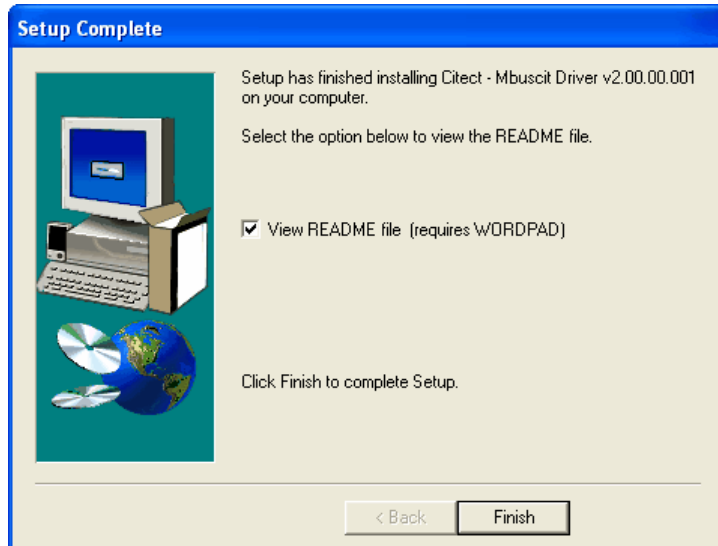 Setup Complete
Setup has finished installing Citect - Mbuscit Driver v2.00.00.001
on your computer.
Select the option below to view the README file.
View README file (requires WORDPAD)
Click Finish to complete Setup.
< Back
Finish